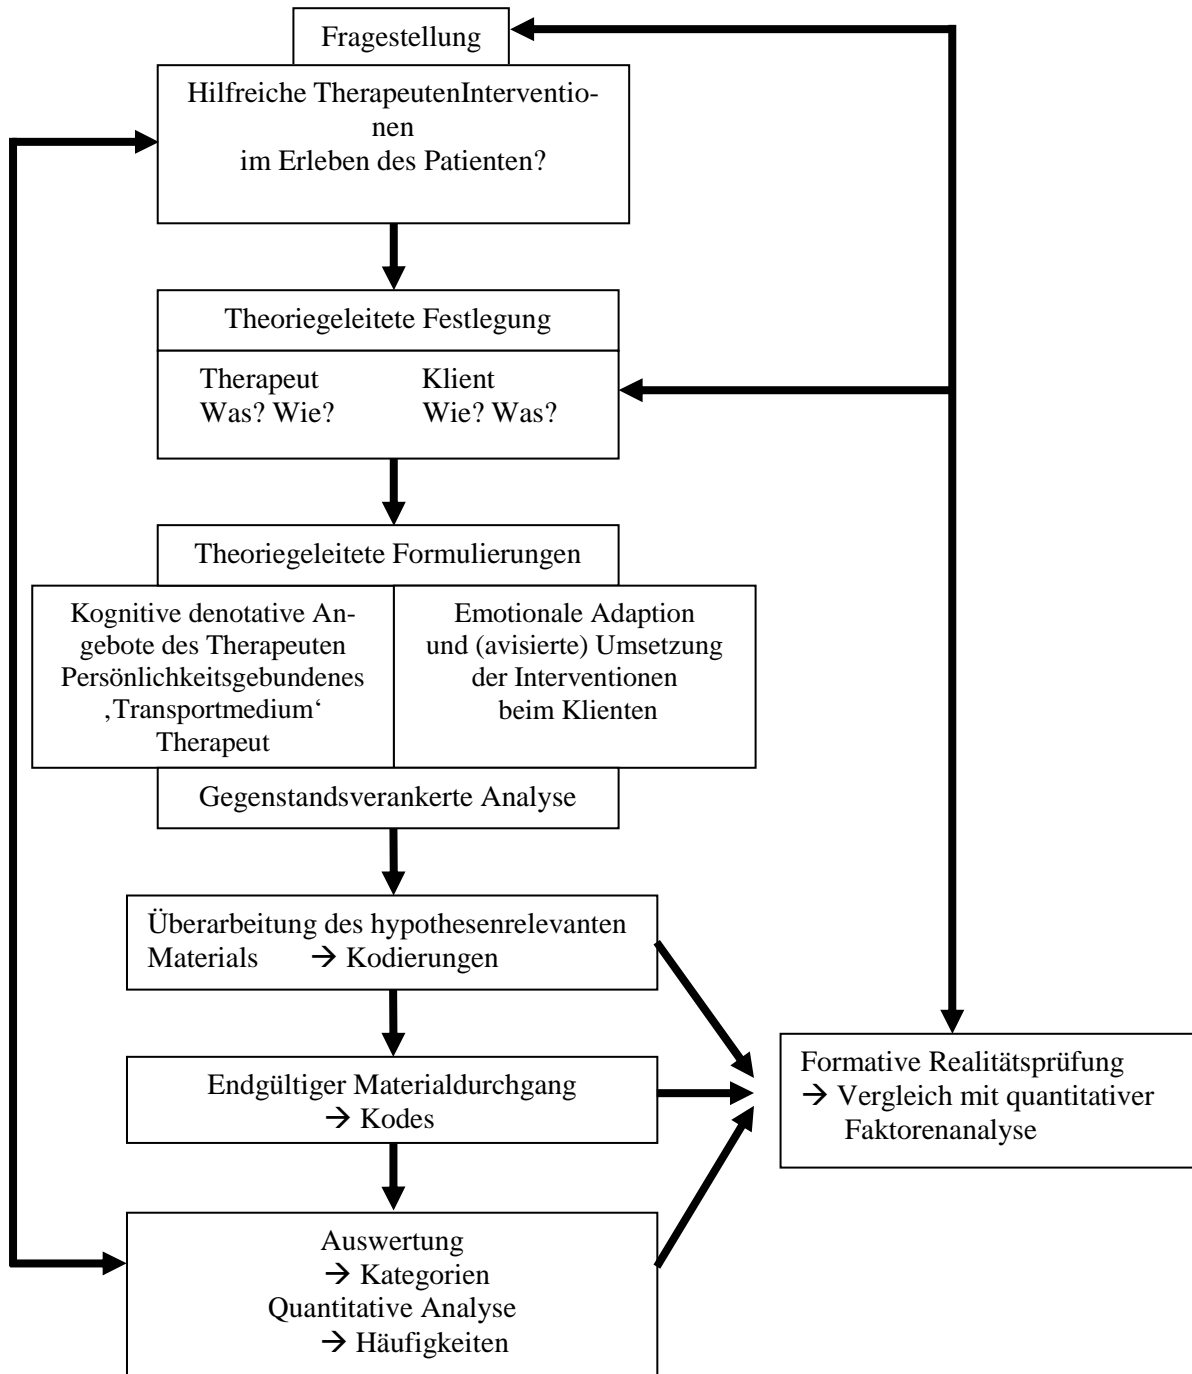 Fragestellung
Hilfreiche TherapeutenInterventio-
nen
im Erleben des Patienten?
Theoriegeleitete Festlegung
Therapeut Klient
Was? Wie? Wie? Was?
Theoriegeleitete Formulierungen
Kognitive denotative An-
gebote des Therapeuten
Persönlichkeitsgebundenes
‚Transportmedium‘
Therapeut
Emotionale Adaption
und (avisierte) Umsetzung
der Interventionen
beim Klienten
Gegenstandsverankerte Analyse
Überarbeitung des hypothesenrelevanten
Materials → Kodierungen
Endgültiger Materialdurchgang
→ Kodes
Formative Realitätsprüfung
→ Vergleich mit quantitativer
Faktorenanalyse
Auswertung
→ Kategorien
Quantitative Analyse
→ Häufigkeiten